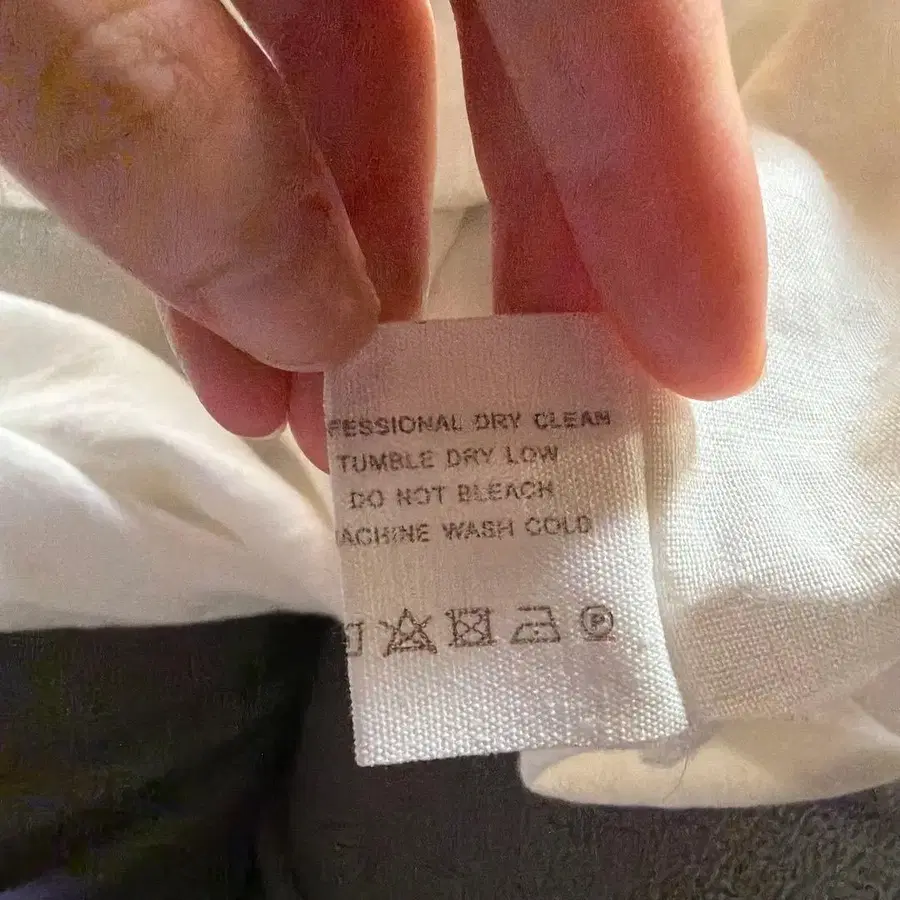 FESSIONAL DRY CLEAN
TUMBLE DRY LOW
DO NOT BLEACH
ACHINE WASH COLD
P